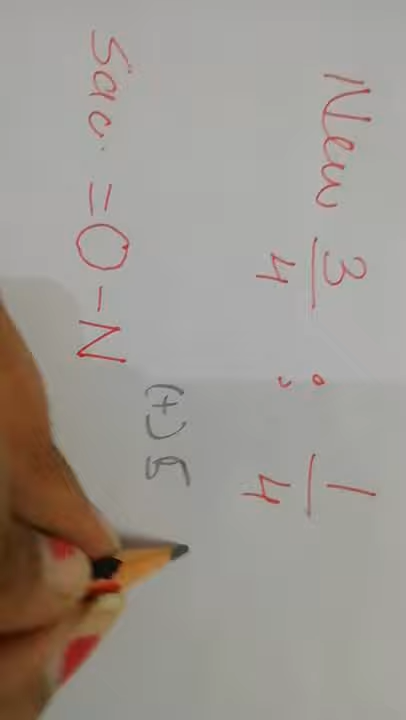 New 3/4 : 1/4
Sac. = O - N
(+) 5